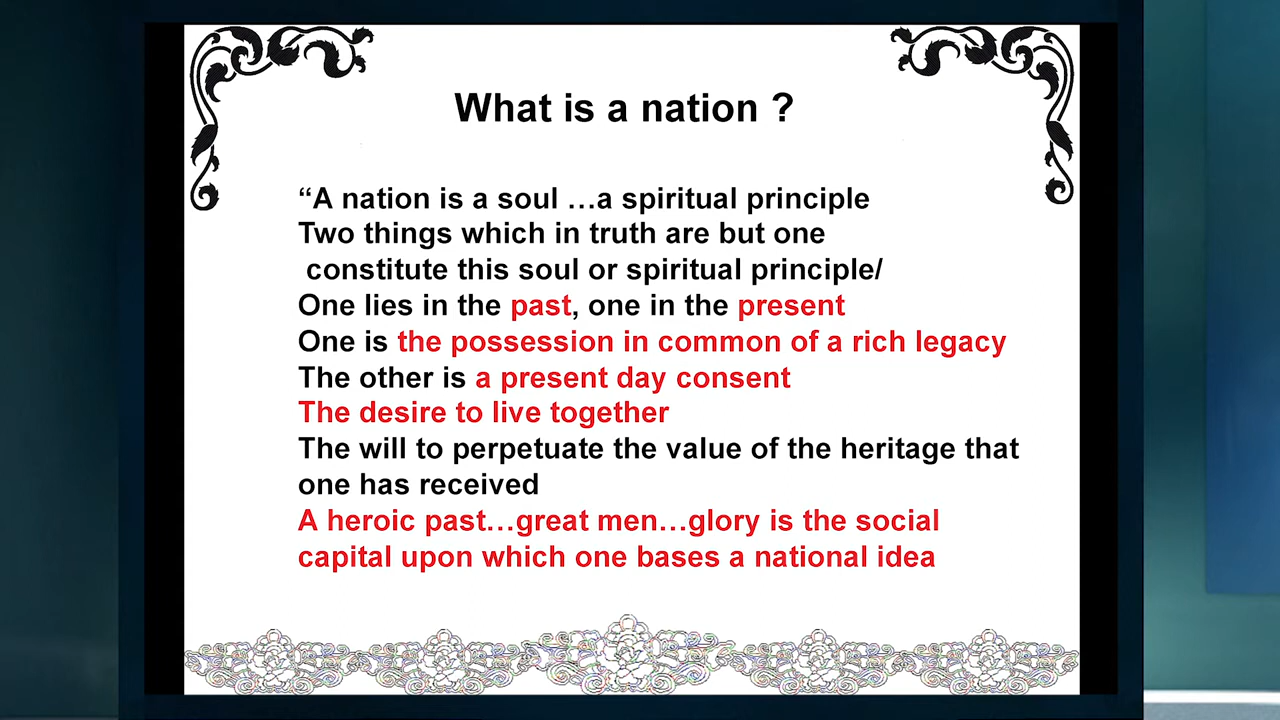 What is a nation ?
“A nation is a soul …a spiritual principle
Two things which in truth are but one
constitute this soul or spiritual principle/
One lies in the past, one in the present
One is the possession in common of a rich legacy
The other is a present day consent
The desire to live together
The will to perpetuate the value of the heritage that
one has received
A heroic past…great men…glory is the social
capital upon which one bases a national idea